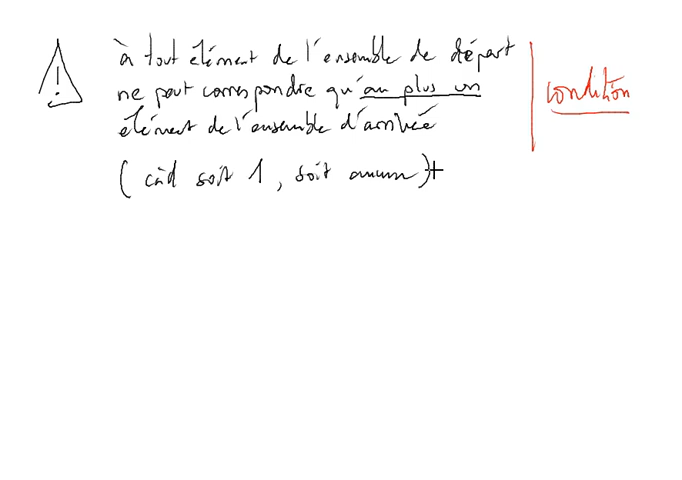 à tout élément de l'ensemble de départ
ne peut correspondre qu'au plus un
élément de l'ensemble d'arrivée
(càd soit 1, soit aucun)+
condition
!